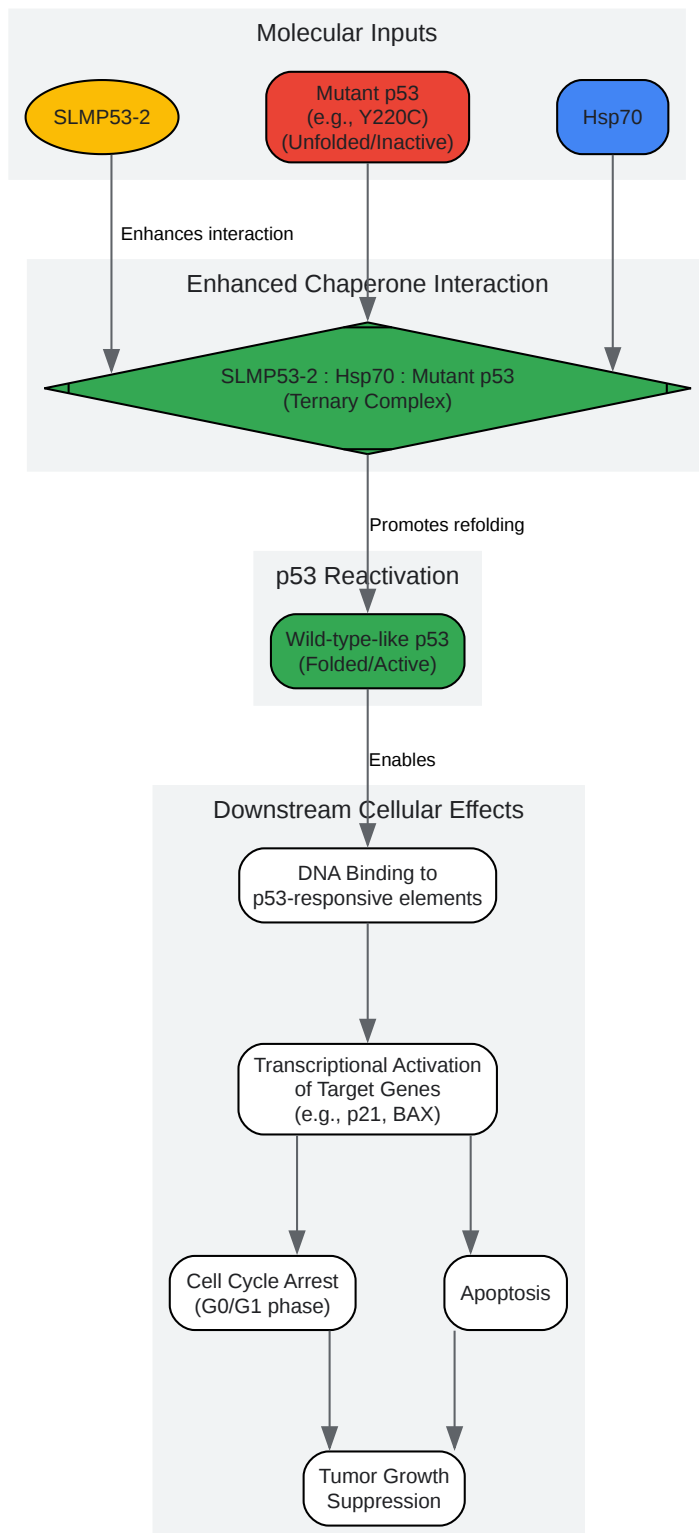 Molecular Inputs
SLMP53-2
Mutant p53
(e.g., Y220C)
(Unfolded/Inactive)
Hsp70
Enhances interaction
Enhanced Chaperone Interaction
SLMP53-2 : Hsp70 : Mutant p53
(Ternary Complex)
Promotes refolding
p53 Reactivation
Wild-type-like p53
(Folded/Active)
Enables
Downstream Cellular Effects
DNA Binding to
p53-responsive elements
Transcriptional Activation
of Target Genes
(e.g., p21, BAX)
Cell Cycle Arrest
(G0/G1 phase)
Apoptosis
Tumor Growth
Suppression